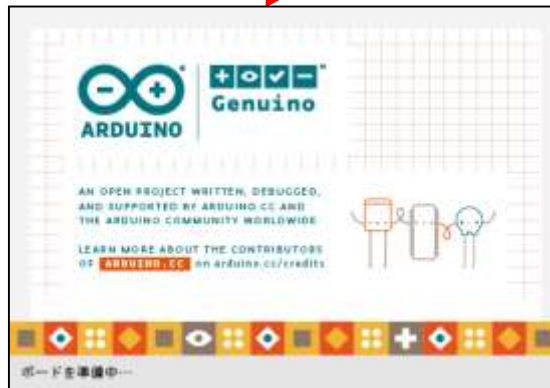 ARDUINO
Genuino
AN OPEN PROJECT WRITTEN, DEBUGGED,
AND SUPPORTED BY ARDUINO.CC AND
THE ARDUINO COMMUNITY WORLDWIDE
LEARN MORE ABOUT THE CONTRIBUTORS
OF ARDUINO.CC on arduino.cc/credits
ボードを準備中…